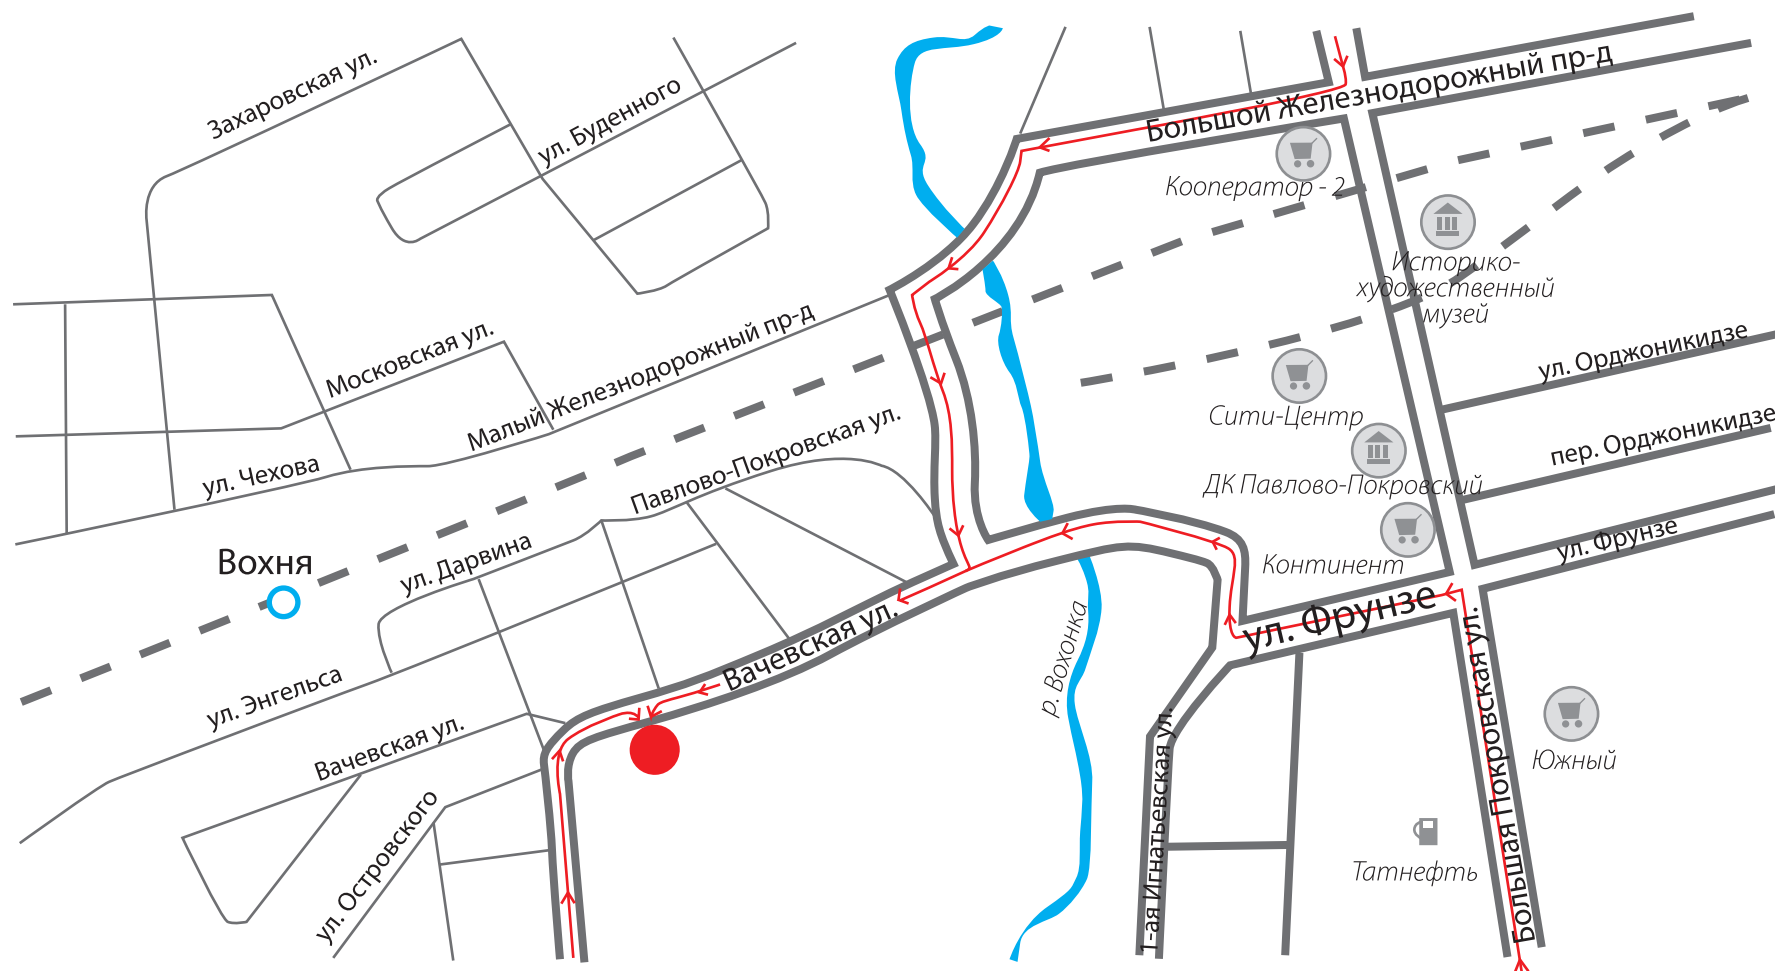 Захаровская ул.
ул. Буденного
Большой Железнодорожный пр-д
Кооператор - 2
Историко-
художественный
музей
Московская ул.
Малый Железнодорожный пр-д
ул. Орджоникидзе
Сити-Центр
пер. Орджоникидзе
ул. Чехова
Павлово-Покровская ул.
ДК Павлово-Покровский
Континент
ул. Фрунзе
Вохня
ул. Дарвина
ул. Фрунзе
Вачевская ул.
р. Вохонка
ул. Энгельса
Вачевская ул.
Большая Покровская ул.
Южный
1-ая Игнатьевская ул.
ул. Островского
Татнефть